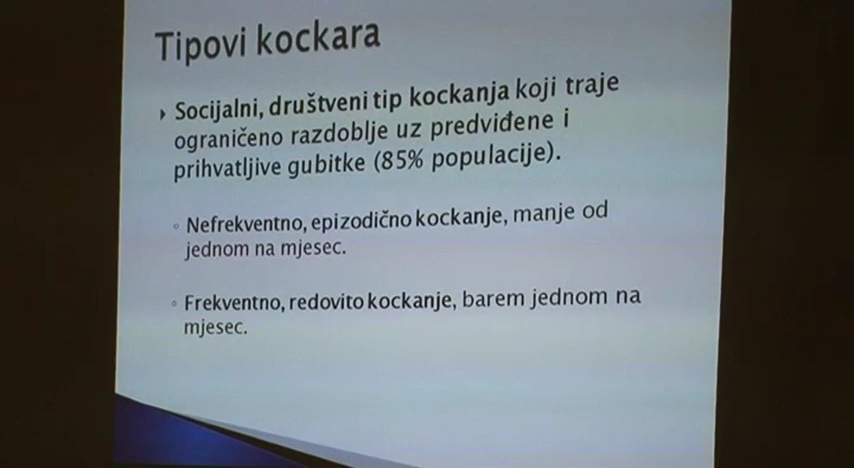 Tipovi kockara
Socijalni, društveni tip kockanja koji traje
ograničeno razdoblje uz predviđene i
prihvatljive gubitke (85% populacije).
Nefrekventno, epizodično kockanje, manje od
jednom na mjesec.
Frekventno, redovito kockanje, barem jednom na
mjesec.